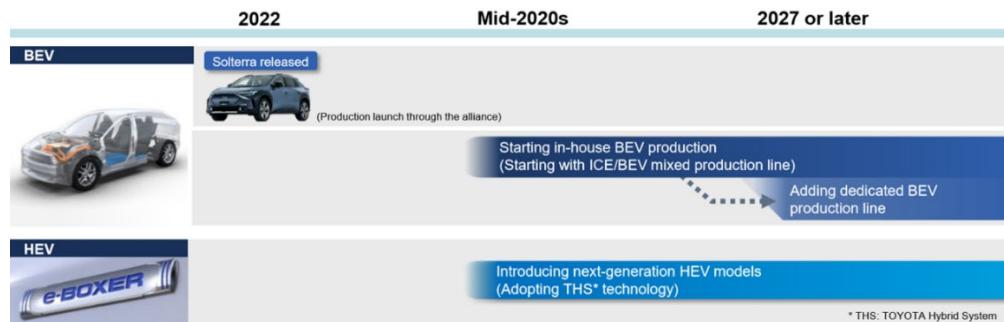 2022
Mid-2020s
2027 or later
BEV
Solterra released
(Production launch through the alliance)
Starting in-house BEV production
(Starting with ICE/BEV mixed production line)
Adding dedicated BEV
production line
HEV
e-BOXER
Introducing next-generation HEV models
(Adopting THS* technology)
* THS: TOYOTA Hybrid System